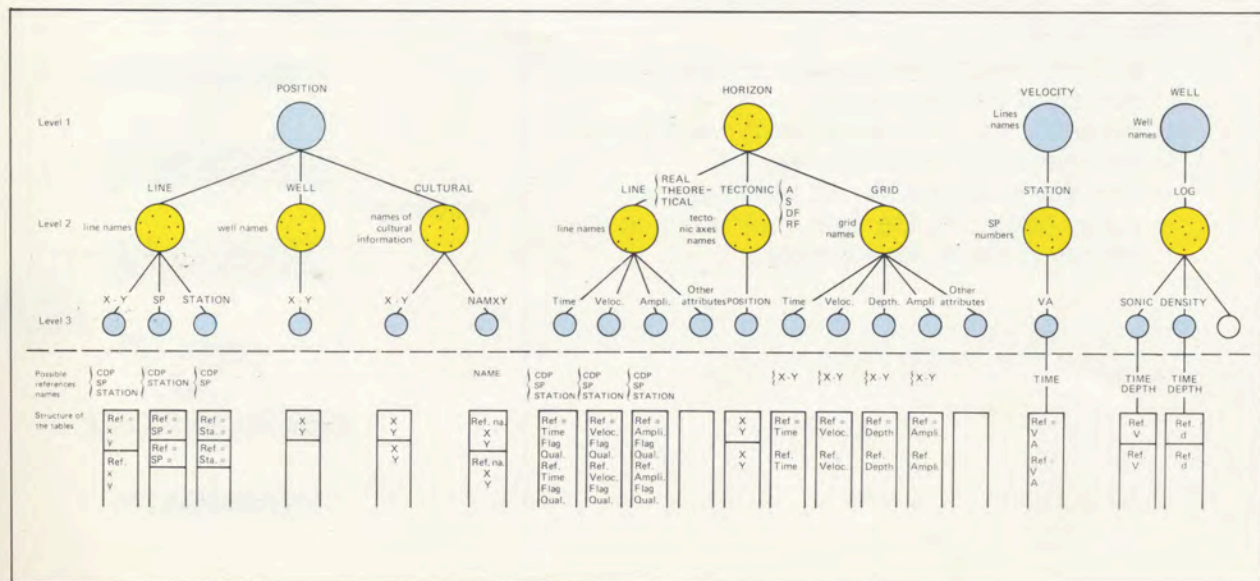 POSITION
HORIZON
VELOCITY
WELL
Level 1
Lines
names
Well
names
LINE
WELL
CULTURAL
LINE
REAL
THEORE-
TICAL
TECTONIC
A
S
DF
RF
GRID
STATION
LOG
Level 2
line names
well names
names of
cultural
information
line names
tecto-
nic axes
names
grid
names
SP
numbers
X - Y
SP
STATION
X - Y
X - Y
NAMXY
Time
Veloc.
Ampli.
Other
attributes
POSITION
Time
Veloc.
Depth.
Ampli
Other
attributes
VA
SONIC
DENSITY
Level 3
Possible
references
names
CDP
SP
STATION
CDP
STATION
CDP
SP
NAME
CDP
SP
STATION
CDP
SP
STATION
CDP
SP
STATION
X - Y
X - Y
X - Y
X - Y
TIME
TIME
DEPTH
TIME
DEPTH
Structure of
the tables
Ref =
x
y
Ref.
x
y
Ref =
SP =
Ref =
SP =
Ref =
Sta. =
Ref =
Sta. =
X
Y
X
Y
X
Y
Ref. na.
X
Y
Ref. na.
X
Y
Ref =
Time
Flag
Qual.
Ref.
Time
Flag
Qual.
Ref =
Veloc.
Flag
Qual.
Ref.
Veloc.
Flag
Qual.
Ref =
Ampli.
Flag
Qual.
Ref.
Ampli.
Flag
Qual.
X
Y
X
Y
Ref =
Time
Ref.
Time
Ref =
Veloc.
Ref.
Veloc.
Ref =
Depth
Ref.
Depth
Ref =
Ampli.
Ref.
Ampli.
Ref =
V
A
Ref =
V
A
Ref.
V
Ref.
V
Ref.
d
Ref.
d